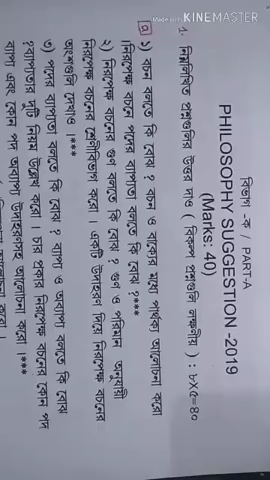 Made with
KINEMASTER
বিভাগ -ক / PART-A
PHILOSOPHY SUGGESTION -2019
(Marks: 40)
1. নিম্নলিখিত প্রশ্নগুলির উত্তর দাও ( বিকল্প প্রশ্নগুলি লক্ষণীয় ) : ৮X৫=৪০
১) বচন বলতে কি বোঝ ? বচন ও বাক্যের মধ্যে পার্থক্য আলোচনা করো
।নিরপেক্ষ বচনে পদের ব্যাপ্যতা বলতে কি বোঝ ?***
২) নিরপেক্ষ বচনের গুণ বলতে কি বোঝ ? গুণ ও পরিমান অনুযায়ী
নিরপেক্ষ বচনের শ্রেণীবিভাগ করো । একটি উদাহরণ দিয়ে নিরপেক্ষ বচনের
অংশগুলি দেখাও ।***
৩) পদের ব্যাপ্যতা বলতে কি বোঝ ? ব্যাপ্য ও অব্যাপ্য বলতে কি বোঝ
?ব্যাপ্যতার দুটি নিয়ম উল্লেখ করো । চার প্রকার নিরপেক্ষ বচনের কোন পদ
ব্যাপ্য এবং কোন পদ অব্যাপ্য উদাহরণসহ আলোচনা করো ।***